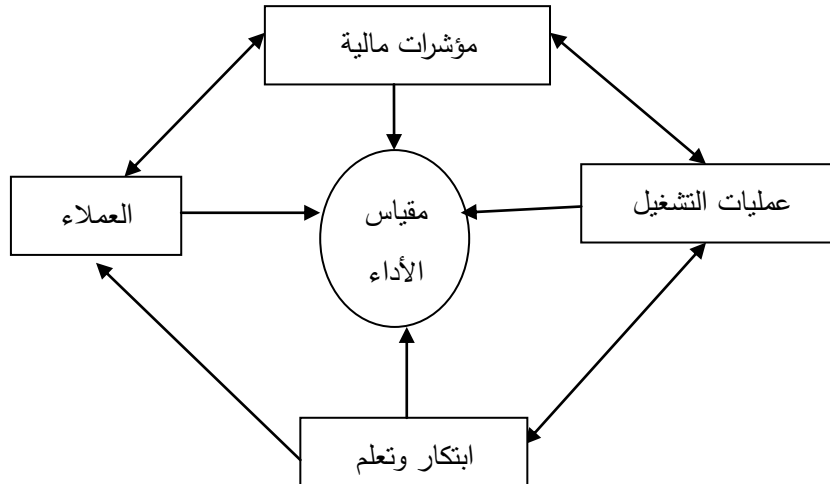 مؤشرات مالية
عمليات التشغيل
مقياس
الأداء
العملاء
ابتكار وتعلم